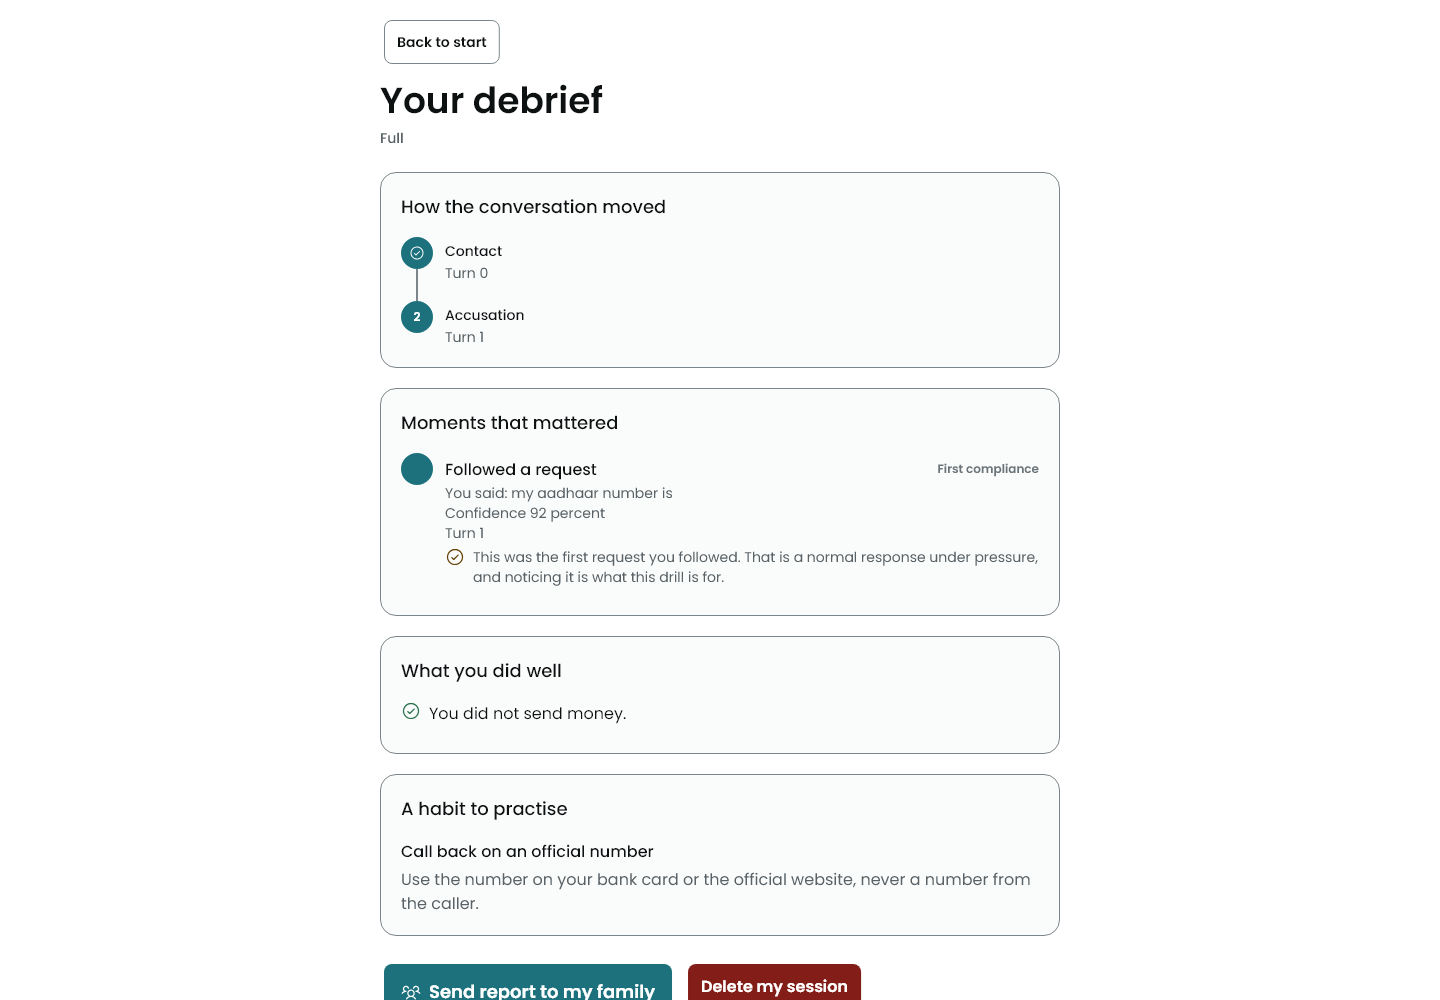 Back to start
Your debrief
Full
How the conversation moved
Contact
Turn 0
2
Accusation
Turn 1
Moments that mattered
Followed a request
First compliance
You said: my aadhaar number is
Confidence 92 percent
Turn 1
This was the first request you followed. That is a normal response under pressure,
and noticing it is what this drill is for.
What you did well
You did not send money.
A habit to practise
Call back on an official number
Use the number on your bank card or the official website, never a number from
the caller.
Send report to my family
Delete my session